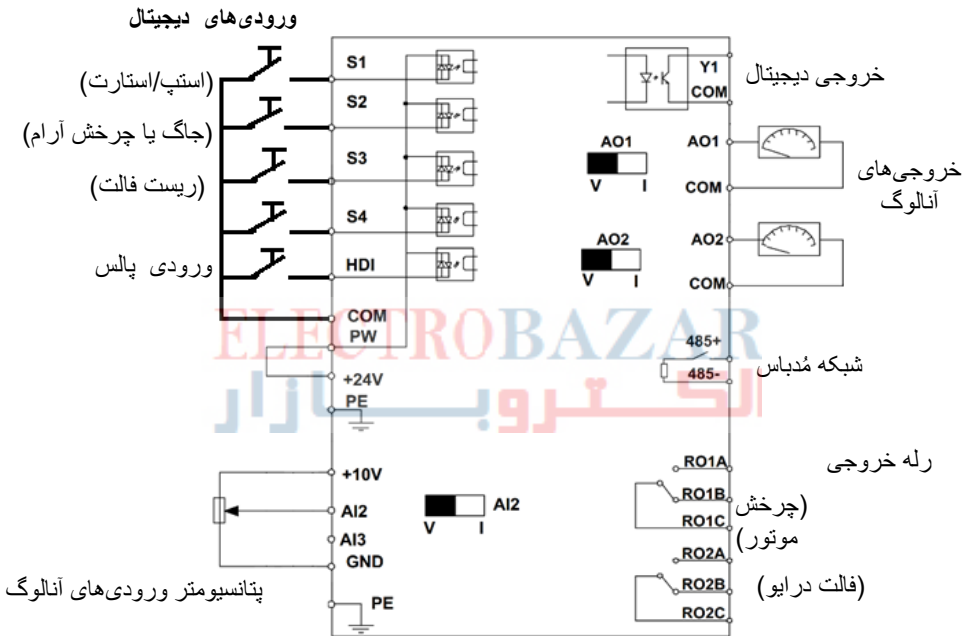 ورودی‌های دیجیتال
(استپ/استارت)
S1
(جاگ یا چرخش آرام)
S2
(ریست فالت)
S3
S4
ورودی پالس
HDI
COM
PW
+24V
PE
+10V
AI2
AI3
GND
PE
پتانسیومتر ورودی‌های آنالوگ
V I AI2
Y1
COM
خروجی دیجیتال
AO1
V I
AO1
COM
خروجی‌های
آنالوگ
AO2
V I
AO2
COM
ELECTROBAZAR
الکتروبازار
485+
485-
شبکه مُدباس
رله خروجی
RO1A
RO1B
RO1C
(چرخش
موتور)
RO2A
RO2B
RO2C
(فالت درایو)